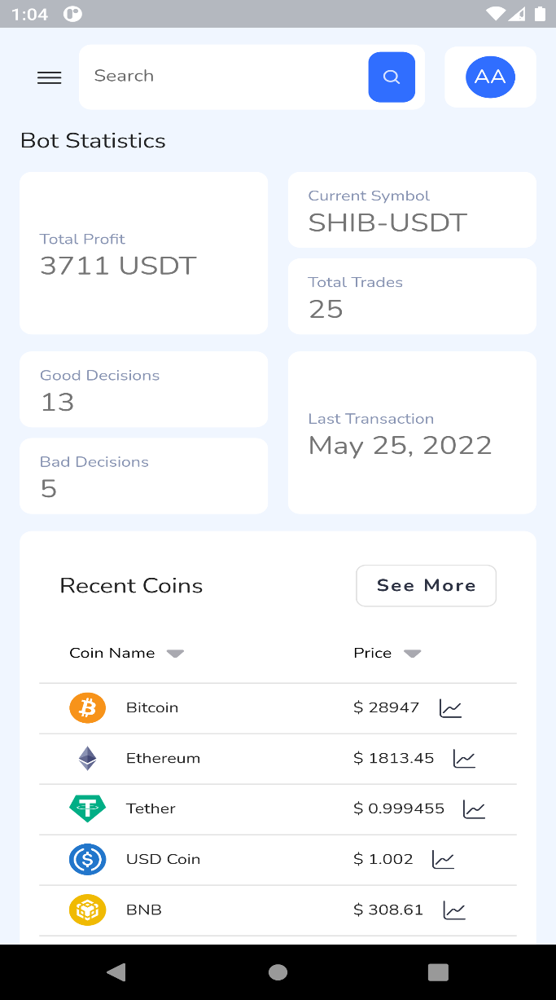 1:04
Search
AA
Bot Statistics
Total Profit
3711 USDT
Current Symbol
SHIB-USDT
Total Trades
25
Good Decisions
13
Bad Decisions
5
Last Transaction
May 25, 2022
Recent Coins
See More
Coin Name
Price
Bitcoin
$ 28947
Ethereum
$ 1813.45
Tether
$ 0.999455
USD Coin
$ 1.002
BNB
$ 308.61